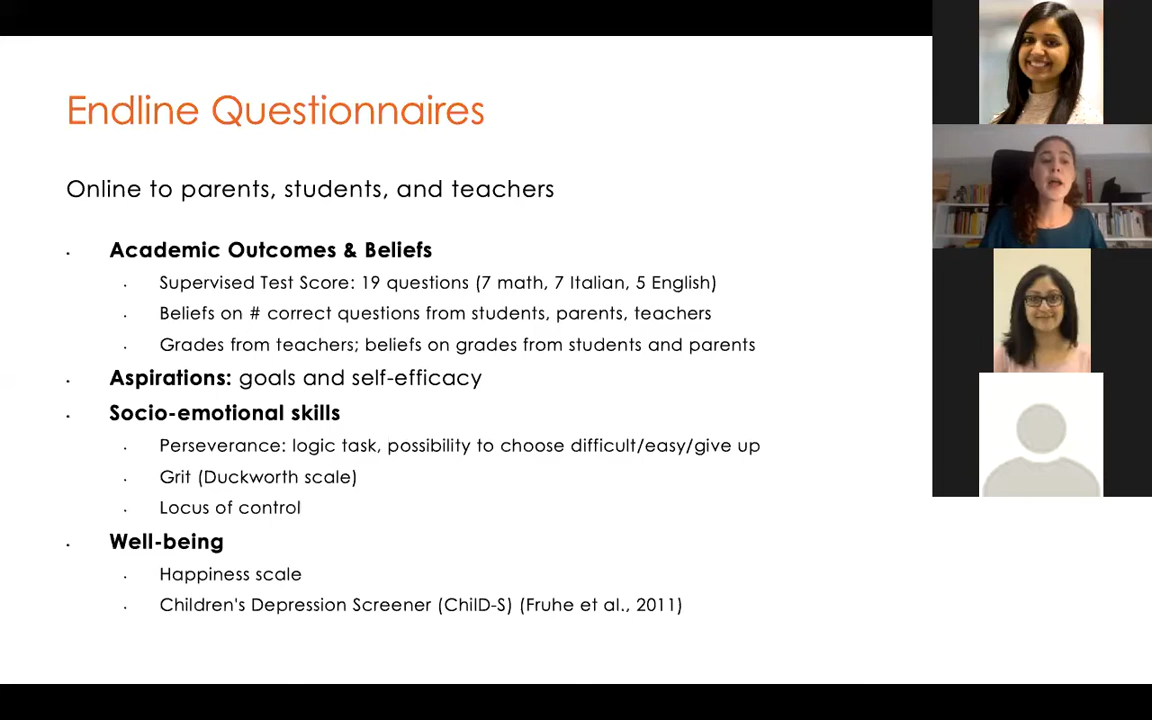 Endline Questionnaires
Online to parents, students, and teachers
· Academic Outcomes & Beliefs
· Supervised Test Score: 19 questions (7 math, 7 Italian, 5 English)
· Beliefs on # correct questions from students, parents, teachers
· Grades from teachers; beliefs on grades from students and parents
· Aspirations: goals and self-efficacy
· Socio-emotional skills
· Perseverance: logic task, possibility to choose difficult/easy/give up
· Grit (Duckworth scale)
· Locus of control
· Well-being
· Happiness scale
· Children's Depression Screener (ChilD-S) (Fruhe et al., 2011)